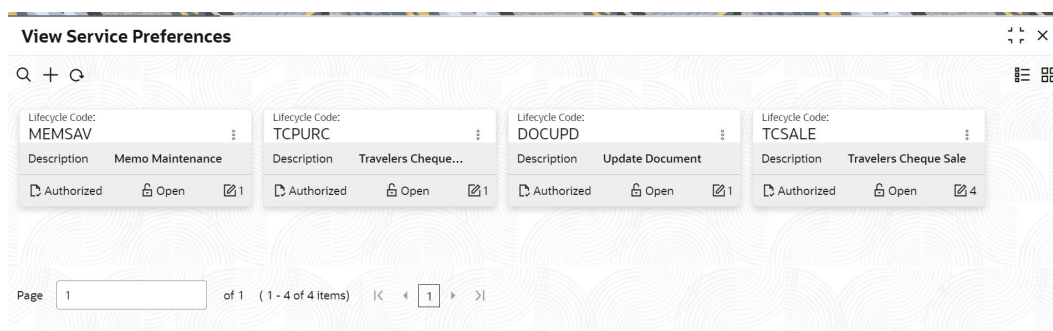 View Service Preferences
Lifecycle Code: Lifecycle Code: Lifecycle Code: Lifecycle Code:
MEMSAV TCPURC DOCUPD TCSALE
Description Memo Maintenance Description Travelers Cheque... Description Update Document Description Travelers Cheque Sale
Authorized Open 1 Authorized Open 1 Authorized Open 1 Authorized Open 4
Page 1 of 1 ( 1 - 4 of 4 items) 1